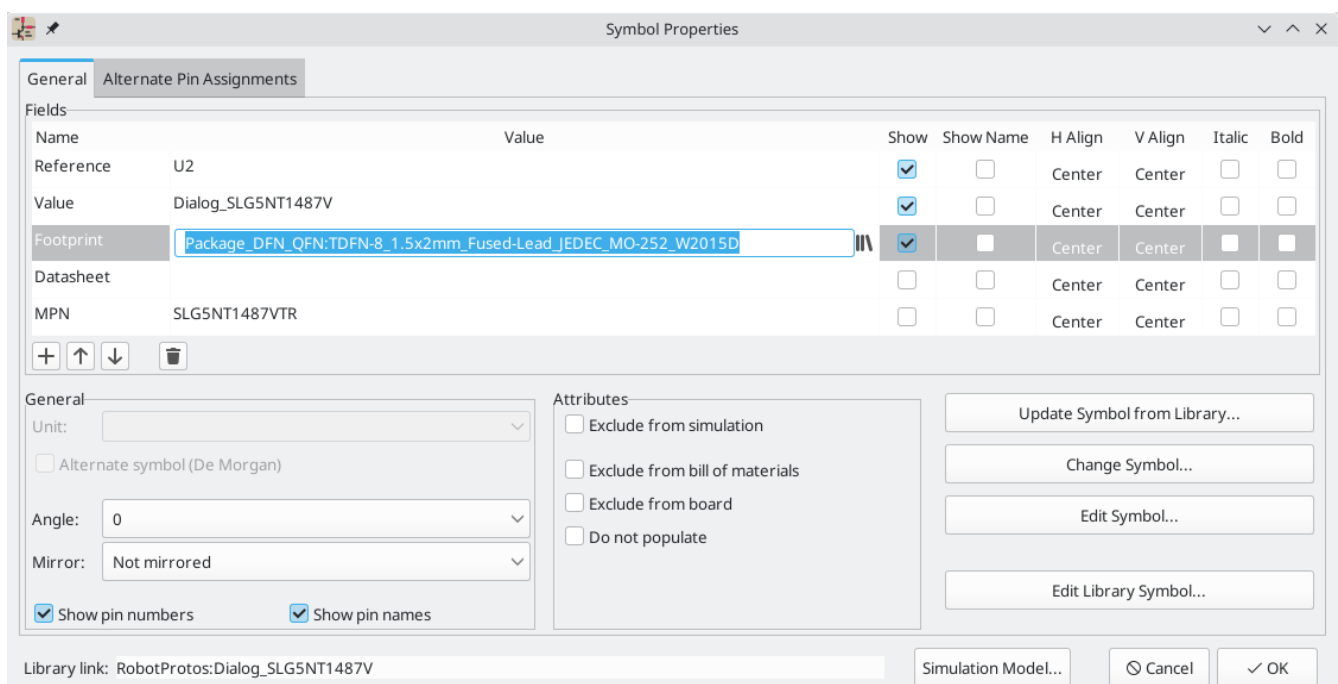 Symbol Properties
General Alternate Pin Assignments
Fields
Name Value Show Show Name H Align V Align Italic Bold
Reference U2 Center Center
Value Dialog_SLG5NT1487V Center Center
Footprint Package_DFN_QFN:TDFN-8_1.5x2mm_Fused-Lead_JEDEC_MO-252_W2015D Center Center
Datasheet Center Center
MPN SLG5NT1487VTR Center Center
General
Unit:
Alternate symbol (De Morgan)
Angle: 0
Mirror: Not mirrored
Show pin numbers Show pin names
Attributes
Exclude from simulation
Exclude from bill of materials
Exclude from board
Do not populate
Update Symbol from Library...
Change Symbol...
Edit Symbol...
Edit Library Symbol...
Library link: RobotProtos:Dialog_SLG5NT1487V Simulation Model... Cancel OK